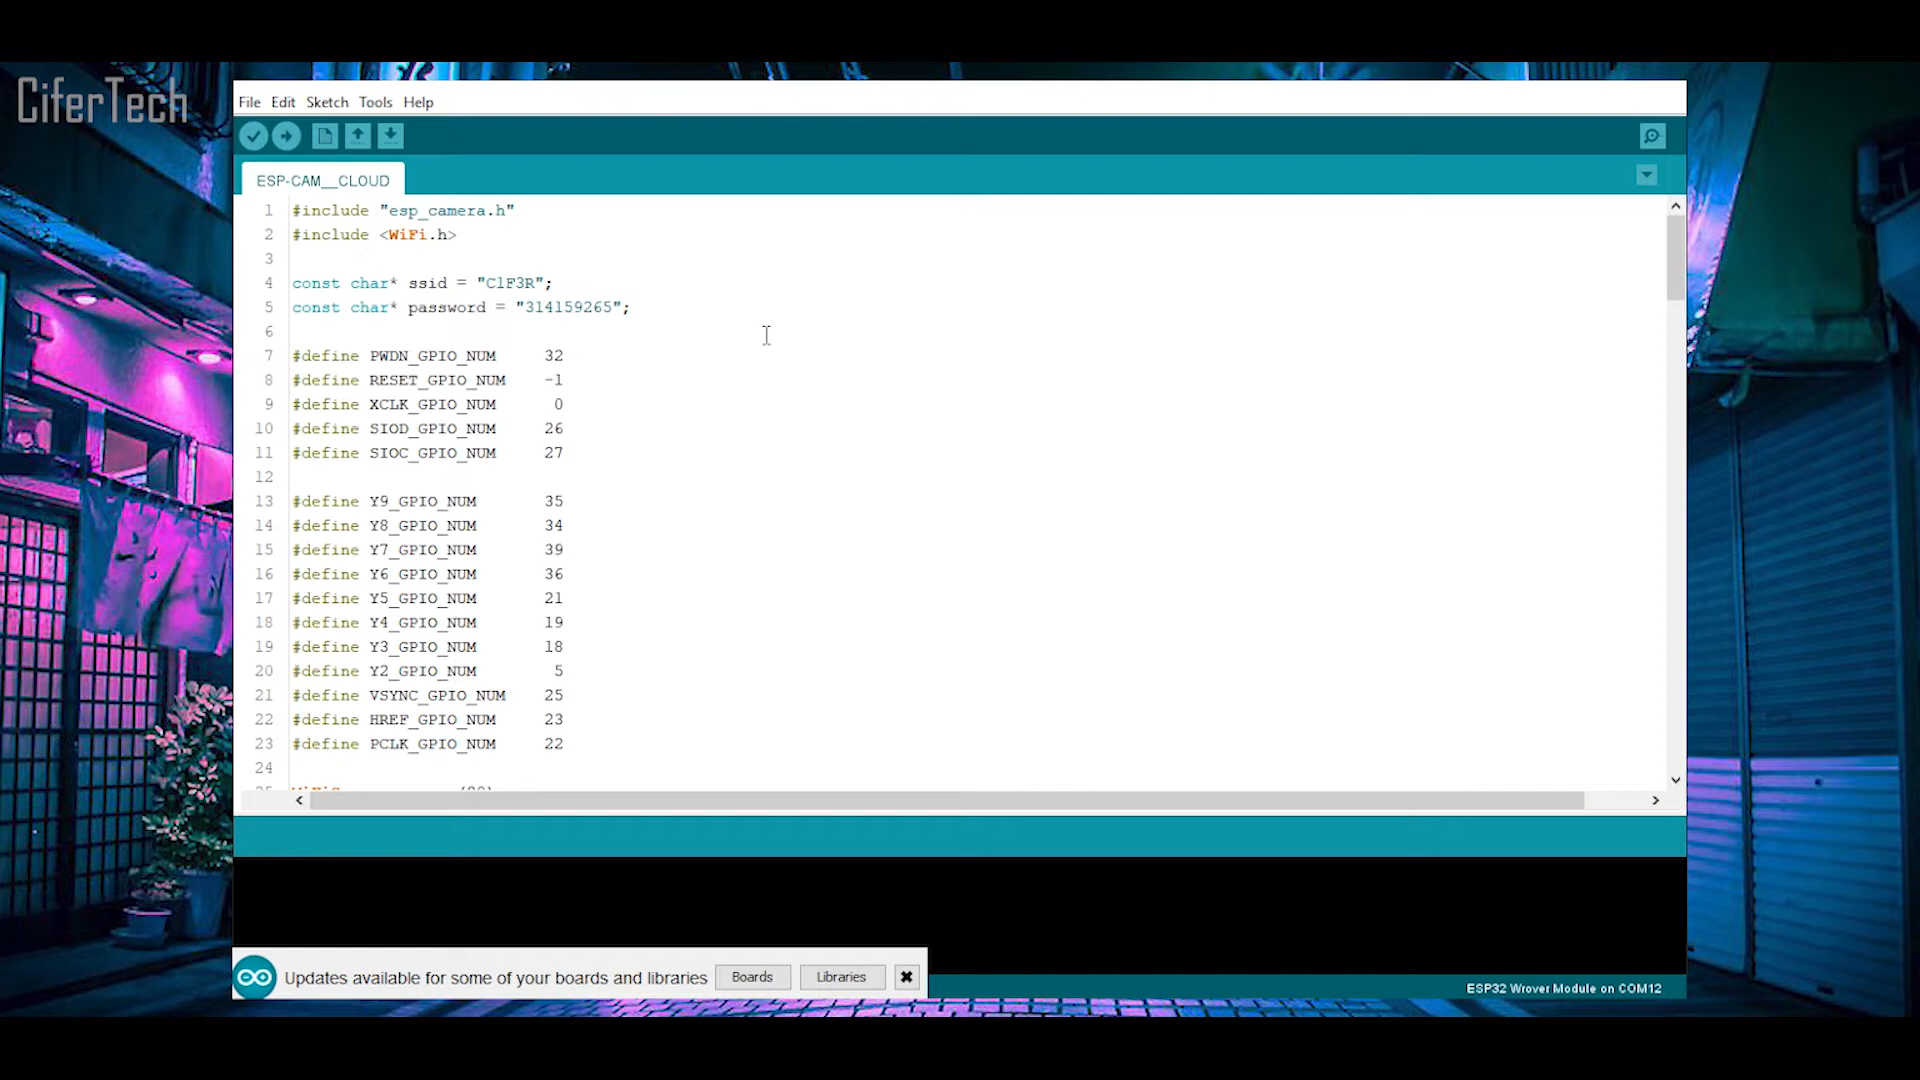 CiferTech
File Edit Sketch Tools Help
ESP-CAM__CLOUD
1 #include "esp_camera.h"
2 #include <WiFi.h>
3
4 const char* ssid = "C1F3R";
5 const char* password = "314159265";
6
7 #define PWDN_GPIO_NUM 32
8 #define RESET_GPIO_NUM -1
9 #define XCLK_GPIO_NUM 0
10 #define SIOD_GPIO_NUM 26
11 #define SIOC_GPIO_NUM 27
12
13 #define Y9_GPIO_NUM 35
14 #define Y8_GPIO_NUM 34
15 #define Y7_GPIO_NUM 39
16 #define Y6_GPIO_NUM 36
17 #define Y5_GPIO_NUM 21
18 #define Y4_GPIO_NUM 19
19 #define Y3_GPIO_NUM 18
20 #define Y2_GPIO_NUM 5
21 #define VSYNC_GPIO_NUM 25
22 #define HREF_GPIO_NUM 23
23 #define PCLK_GPIO_NUM 22
24
Updates available for some of your boards and libraries Boards Libraries
ESP32 Wrover Module on COM12